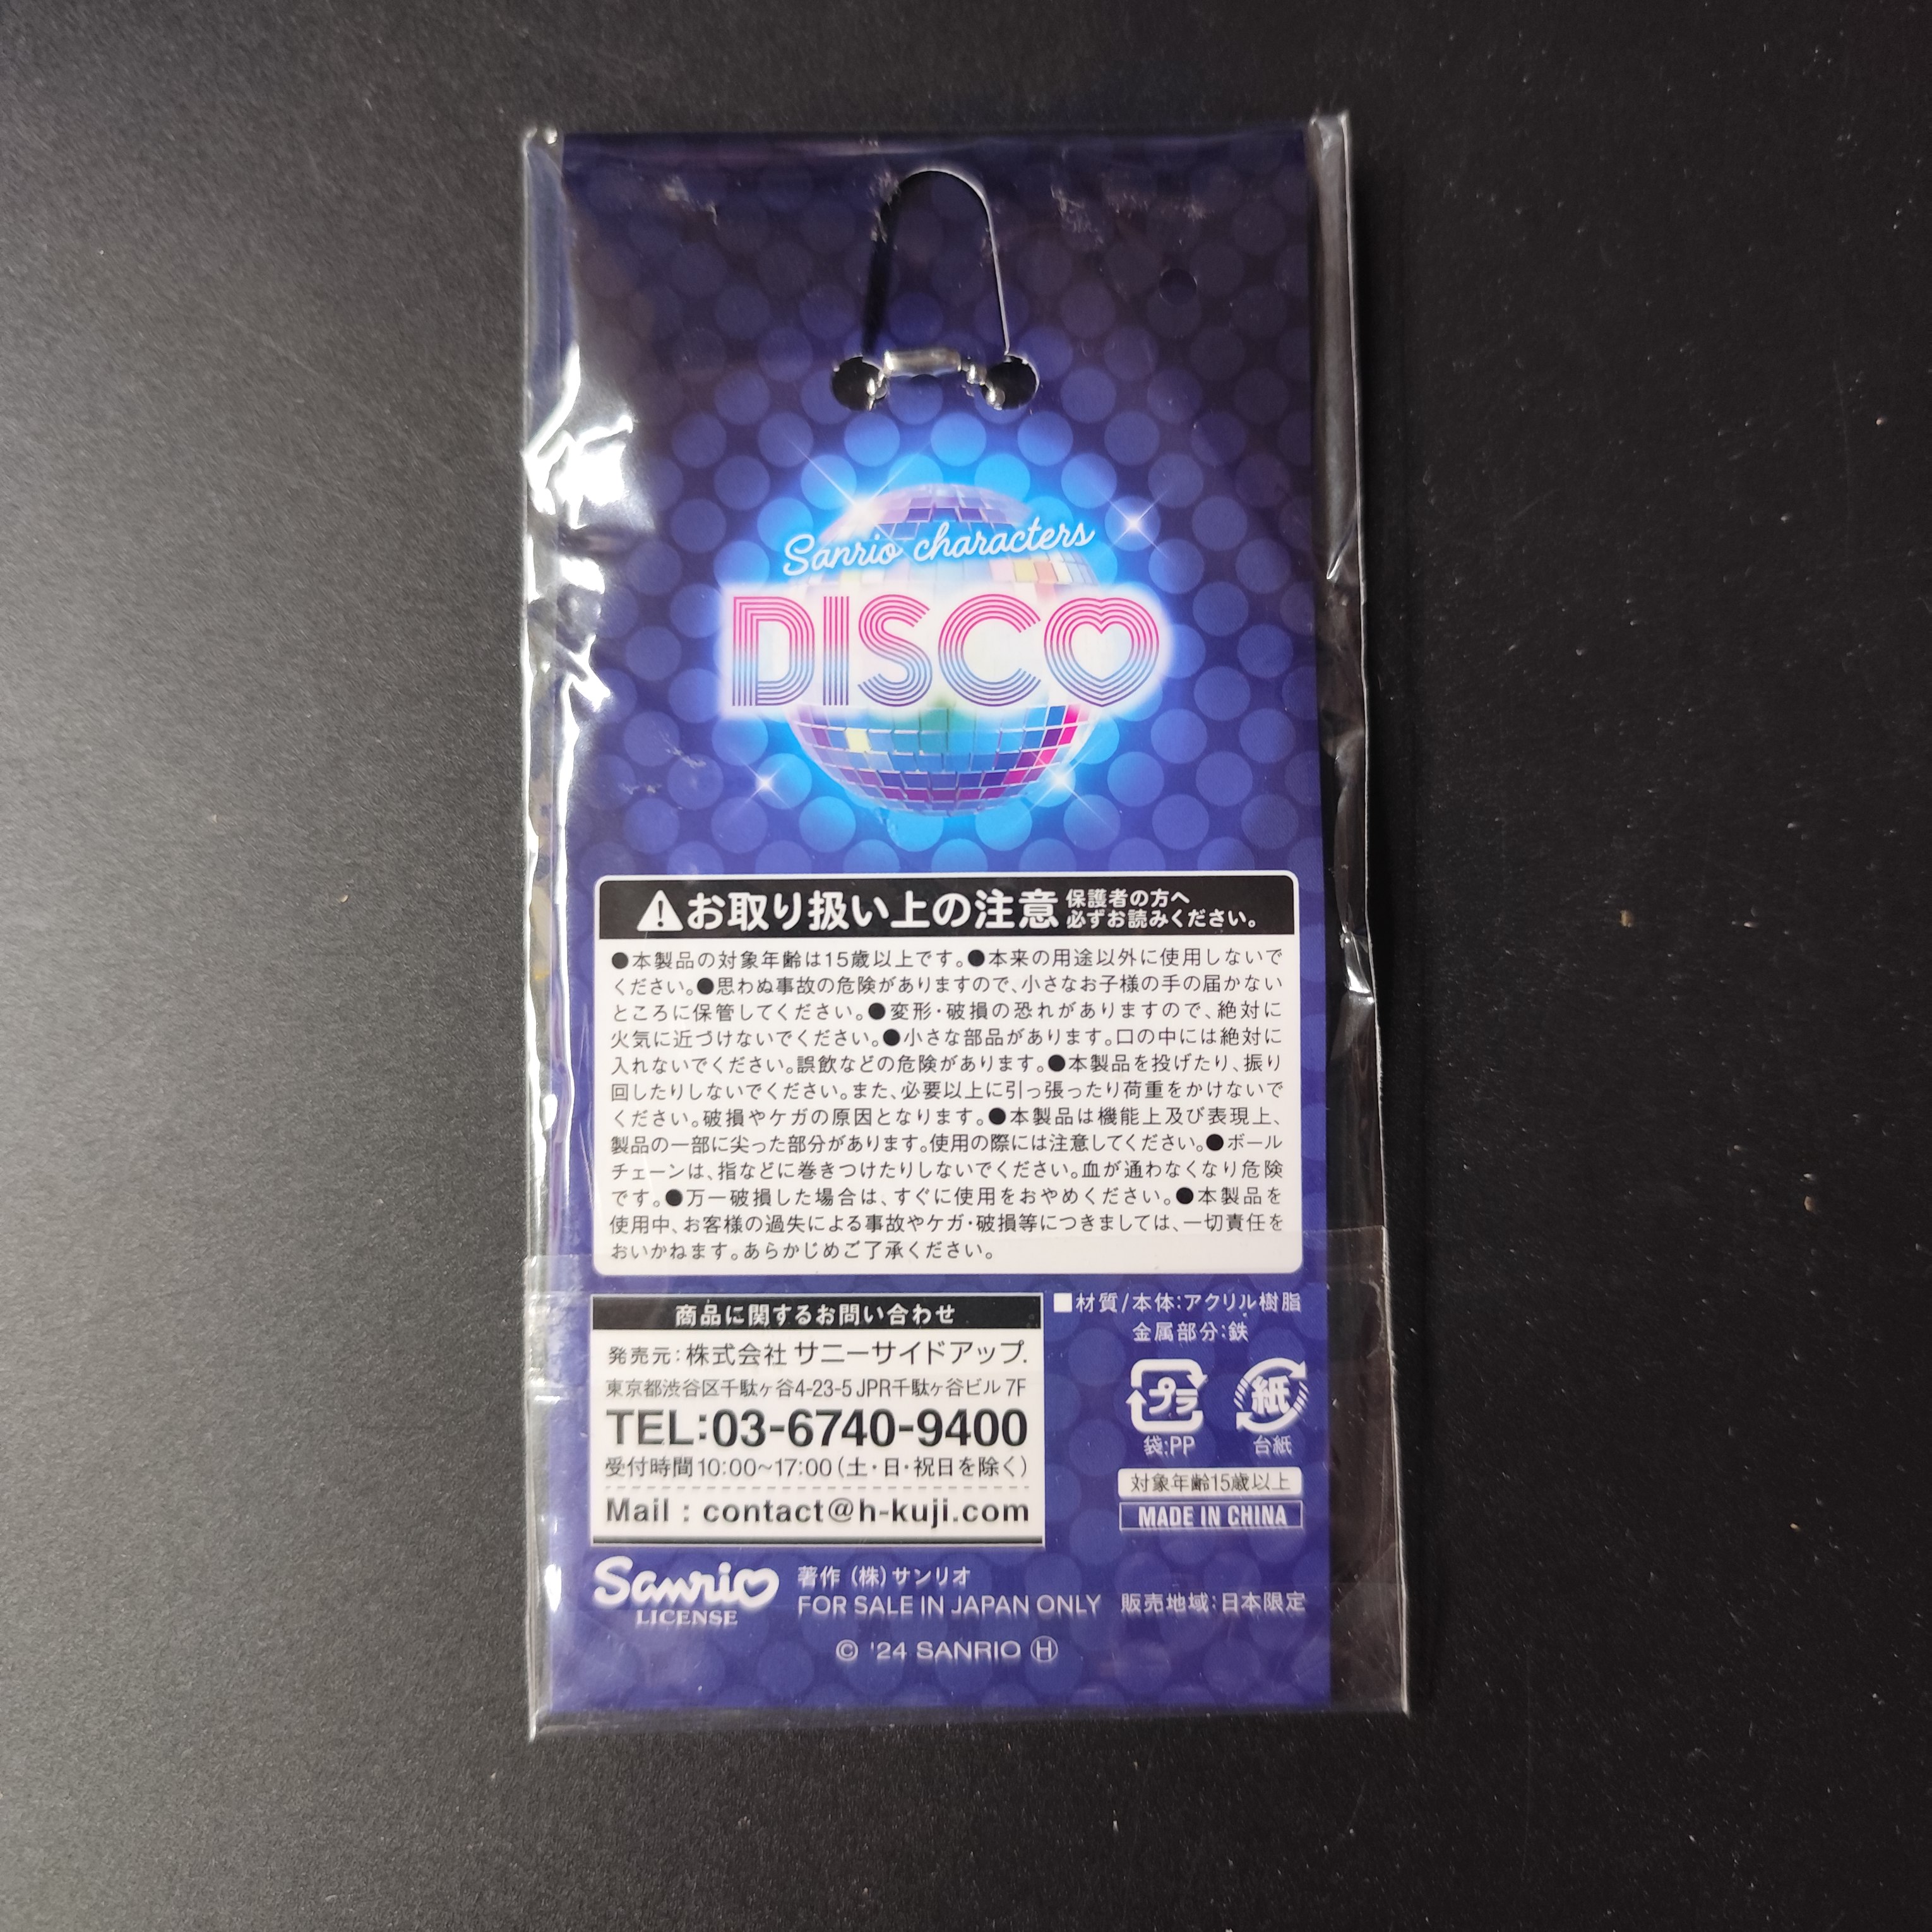 Sanrio characters
DISCO
お取り扱い上の注意 保護者の方へ
必ずお読みください。
●本製品の対象年齢は15歳以上です。●本来の用途以外に使用しないで
ください。●思わぬ事故の危険がありますので、小さなお子様の手の届かない
ところに保管してください。●変形・破損の恐れがありますので、絶対に
火気に近づけないでください。●小さな部品があります。口の中には絶対に
入れないでください。誤飲などの危険があります。●本製品を投げたり、振り
回したりしないでください。また、必要以上に引っ張ったり荷重をかけないで
ください。破損やケガの原因となります。●本製品は機能上及び表現上、
製品の一部に尖った部分があります。使用の際には注意してください。●ボール
チェーンは、指などに巻きつけたりしないでください。血が通わなくなり危険
です。●万一破損した場合は、すぐに使用をおやめください。●本製品を
使用中、お客様の過失による事故やケガ・破損等につきましては、一切責任を
おいかねます。あらかじめご了承ください。
商品に関するお問い合わせ
発売元:株式会社 サニーサイドアップ.
東京都渋谷区千駄ヶ谷4-23-5 JPR千駄ヶ谷ビル 7F
TEL:03-6740-9400
受付時間10:00~17:00(土・日・祝日を除く)
Mail : contact@h-kuji.com
■材質/本体:アクリル樹脂
金属部分:鉄
プラ 紙
袋:PP 台紙
対象年齢15歳以上
MADE IN CHINA
Sanrio
LICENSE
著作 (株)サンリオ
FOR SALE IN JAPAN ONLY 販売地域:日本限定
© '24 SANRIO Ⓗ